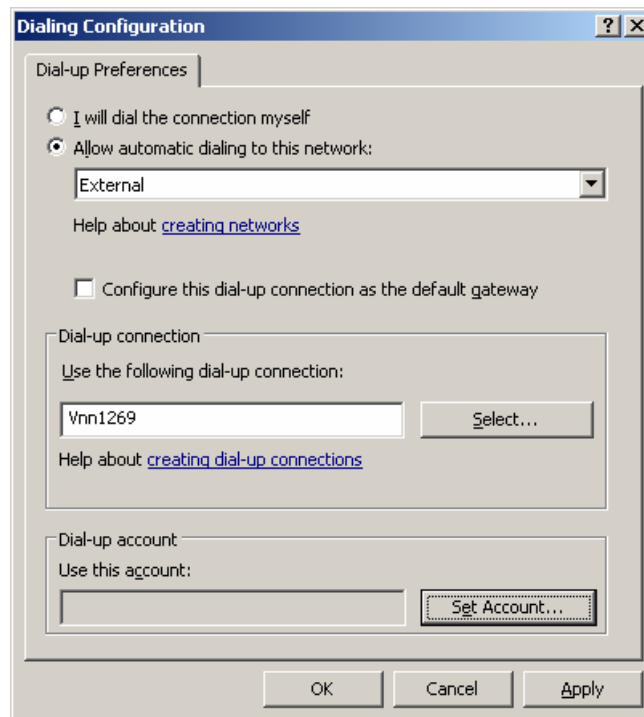 Dialing Configuration
Dial-up Preferences
I will dial the connection myself
Allow automatic dialing to this network:
External
Help about creating networks
Configure this dial-up connection as the default gateway
Dial-up connection
Use the following dial-up connection:
Vnn1269
Select...
Help about creating dial-up connections
Dial-up account
Use this account:
Set Account...
OK
Cancel
Apply